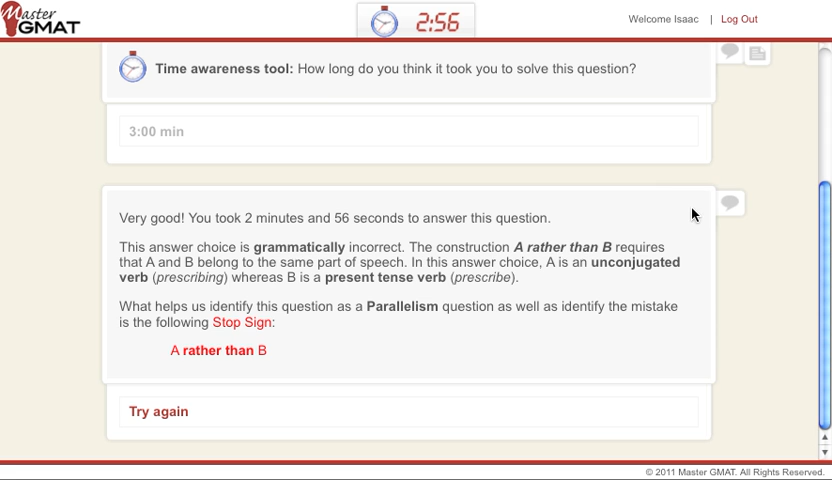 Master
GMAT
2:56
Welcome Isaac | Log Out
Time awareness tool: How long do you think it took you to solve this question?
3:00 min
Very good! You took 2 minutes and 56 seconds to answer this question.
This answer choice is grammatically incorrect. The construction A rather than B requires
that A and B belong to the same part of speech. In this answer choice, A is an unconjugated
verb (prescribing) whereas B is a present tense verb (prescribe).
What helps us identify this question as a Parallelism question as well as identify the mistake
is the following Stop Sign:
A rather than B
Try again
© 2011 Master GMAT. All Rights Reserved.